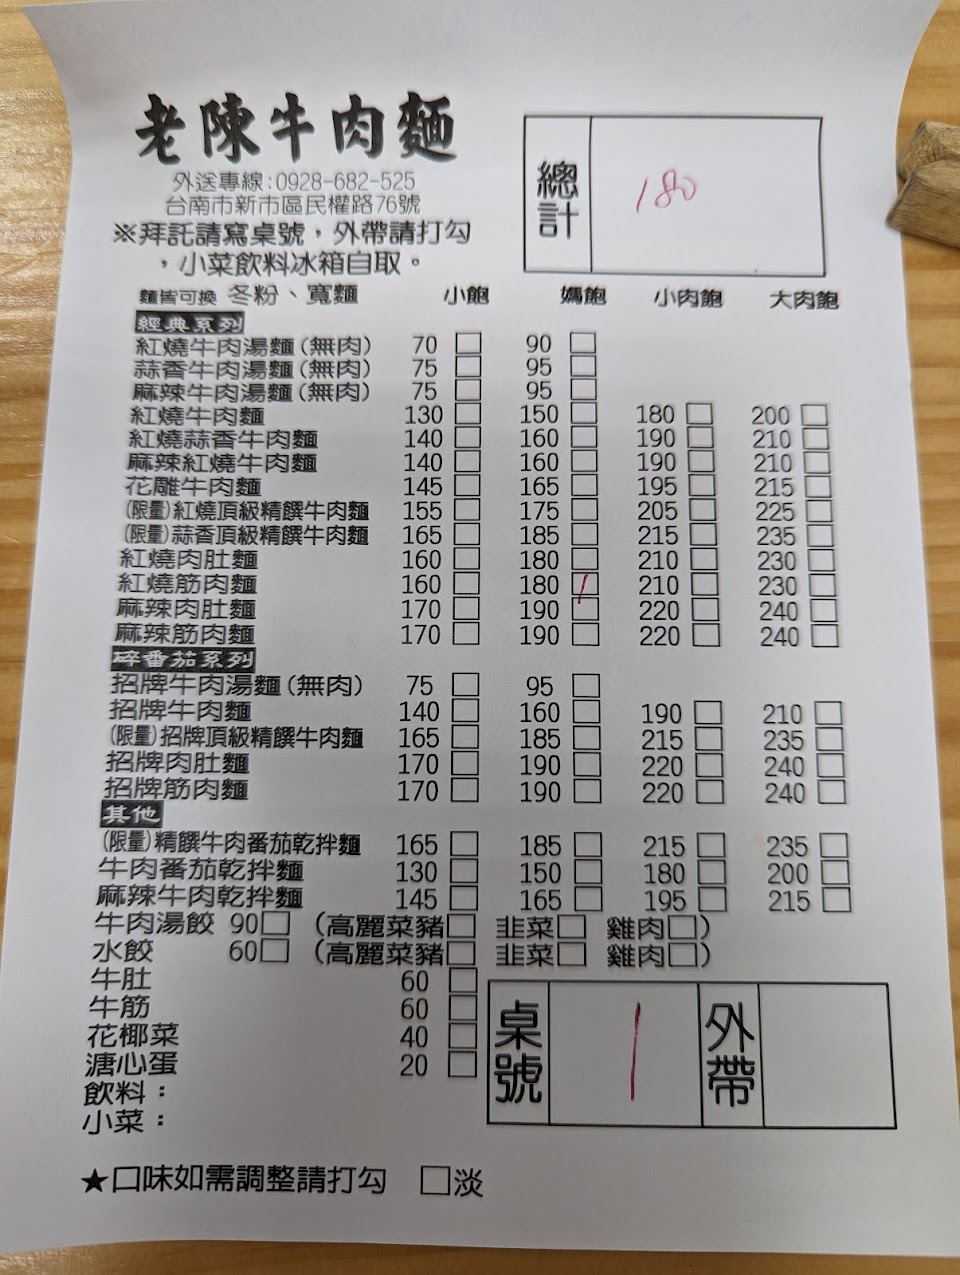 老陳牛肉麵
外送專線:0928-682-525
台南市新市區民權路76號
※拜託請寫桌號，外帶請打勾
，小菜飲料冰箱自取。
總計 180
麵皆可換 冬粉、寬麵 小飽 媽飽 小肉飽 大肉飽
經典系列
紅燒牛肉湯麵(無肉) 70 □ 90 □
蒜香牛肉湯麵(無肉) 75 □ 95 □
麻辣牛肉湯麵(無肉) 75 □ 95 □
紅燒牛肉麵 130 □ 150 □ 180 □ 200 □
紅燒蒜香牛肉麵 140 □ 160 □ 190 □ 210 □
麻辣紅燒牛肉麵 140 □ 160 □ 190 □ 210 □
花雕牛肉麵 145 □ 165 □ 195 □ 215 □
(限量)紅燒頂級精饌牛肉麵 155 □ 175 □ 205 □ 225 □
(限量)蒜香頂級精饌牛肉麵 165 □ 185 □ 215 □ 235 □
紅燒肉肚麵 160 □ 180 □ 210 □ 230 □
紅燒筋肉麵 160 □ 180 □ / 210 □ 230 □
麻辣肉肚麵 170 □ 190 □ 220 □ 240 □
麻辣筋肉麵 170 □ 190 □ 220 □ 240 □
碎番茄系列
招牌牛肉湯麵(無肉) 75 □ 95 □
招牌牛肉麵 140 □ 160 □ 190 □ 210 □
(限量)招牌頂級精饌牛肉麵 165 □ 185 □ 215 □ 235 □
招牌肉肚麵 170 □ 190 □ 220 □ 240 □
招牌筋肉麵 170 □ 190 □ 220 □ 240 □
其他
(限量)精饌牛肉番茄乾拌麵 165 □ 185 □ 215 □ 235 □
牛肉番茄乾拌麵 130 □ 150 □ 180 □ 200 □
麻辣牛肉乾拌麵 145 □ 165 □ 195 □ 215 □
牛肉湯餃 90□ (高麗菜豬□ 韭菜□ 雞肉□)
水餃 60□ (高麗菜豬□ 韭菜□ 雞肉□)
牛肚 60 □
牛筋 60 □
花椰菜 40 □
溏心蛋 20 □
飲料：
小菜：
桌號 1 外帶
★口味如需調整請打勾 □淡